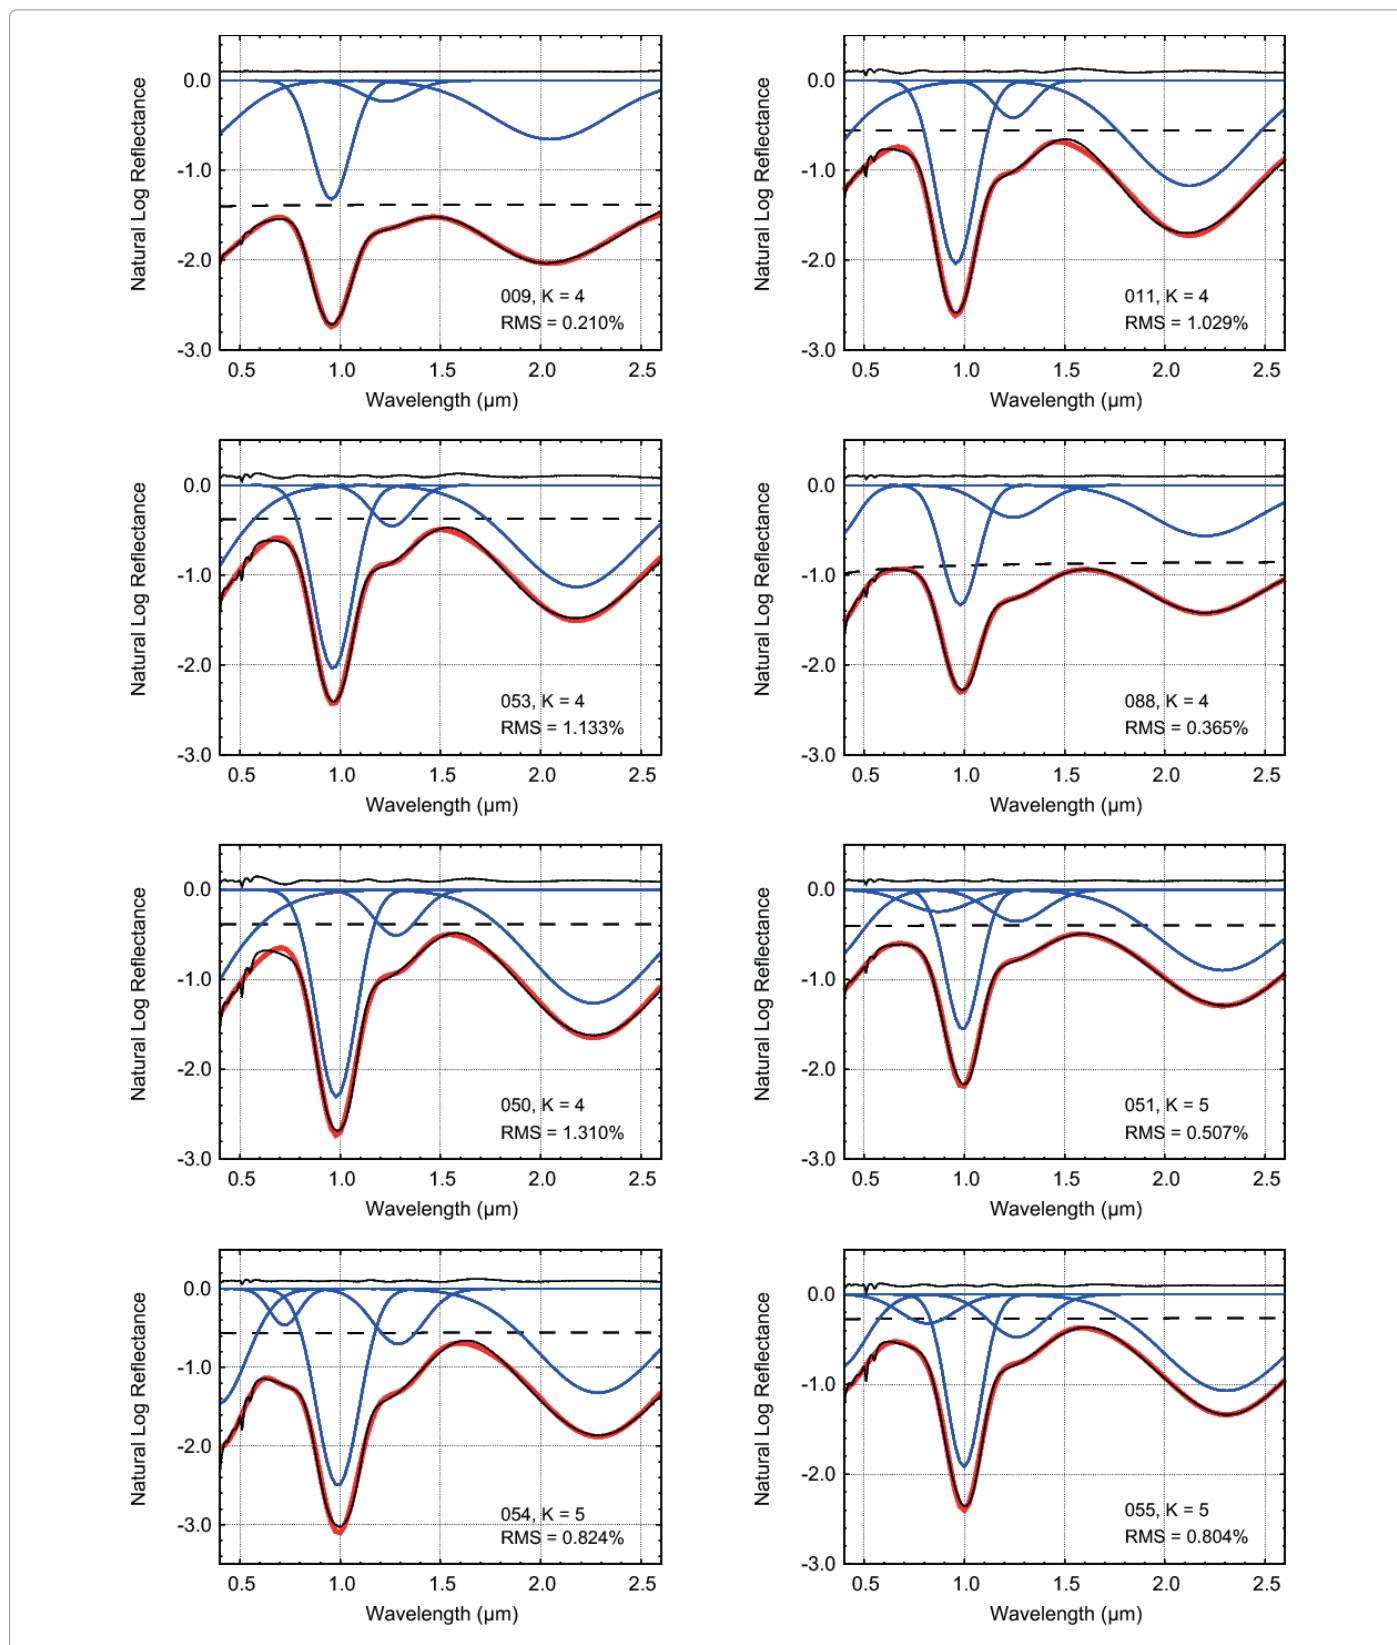 0.0
-1.0
-2.0
-3.0
Natural Log Reflectance
009, K = 4
RMS = 0.210%
0.5 1.0 1.5 2.0 2.5
Wavelength (μm)
0.0
-1.0
-2.0
-3.0
Natural Log Reflectance
011, K = 4
RMS = 1.029%
0.5 1.0 1.5 2.0 2.5
Wavelength (μm)
0.0
-1.0
-2.0
-3.0
Natural Log Reflectance
053, K = 4
RMS = 1.133%
0.5 1.0 1.5 2.0 2.5
Wavelength (μm)
0.0
-1.0
-2.0
-3.0
Natural Log Reflectance
088, K = 4
RMS = 0.365%
0.5 1.0 1.5 2.0 2.5
Wavelength (μm)
0.0
-1.0
-2.0
-3.0
Natural Log Reflectance
050, K = 4
RMS = 1.310%
0.5 1.0 1.5 2.0 2.5
Wavelength (μm)
0.0
-1.0
-2.0
-3.0
Natural Log Reflectance
051, K = 5
RMS = 0.507%
0.5 1.0 1.5 2.0 2.5
Wavelength (μm)
0.0
-1.0
-2.0
-3.0
Natural Log Reflectance
054, K = 5
RMS = 0.824%
0.5 1.0 1.5 2.0 2.5
Wavelength (μm)
0.0
-1.0
-2.0
-3.0
Natural Log Reflectance
055, K = 5
RMS = 0.804%
0.5 1.0 1.5 2.0 2.5
Wavelength (μm)